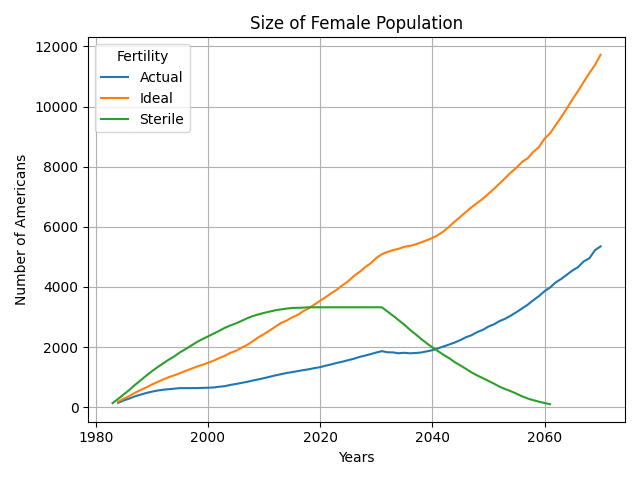 Size of Female Population
Fertility
Actual
Ideal
Sterile
12000
10000
8000
6000
4000
2000
0
Number of Americans
1980
2000
2020
2040
2060
Years